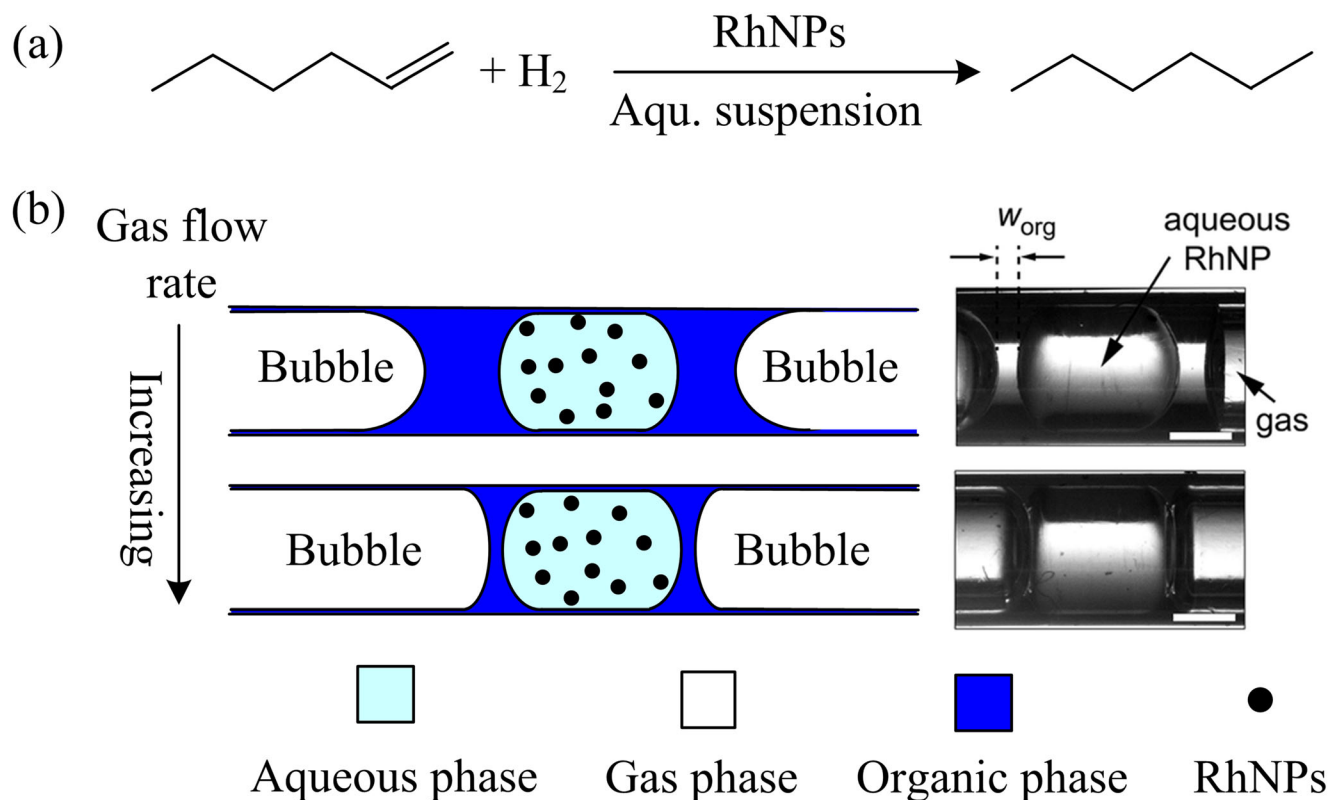 (a)
+ H₂
RhNPs
Aqu. suspension
(b)
Gas flow
rate
Increasing
Bubble
Bubble
Bubble
Bubble
w_org
aqueous
RhNP
gas
Aqueous phase
Gas phase
Organic phase
RhNPs